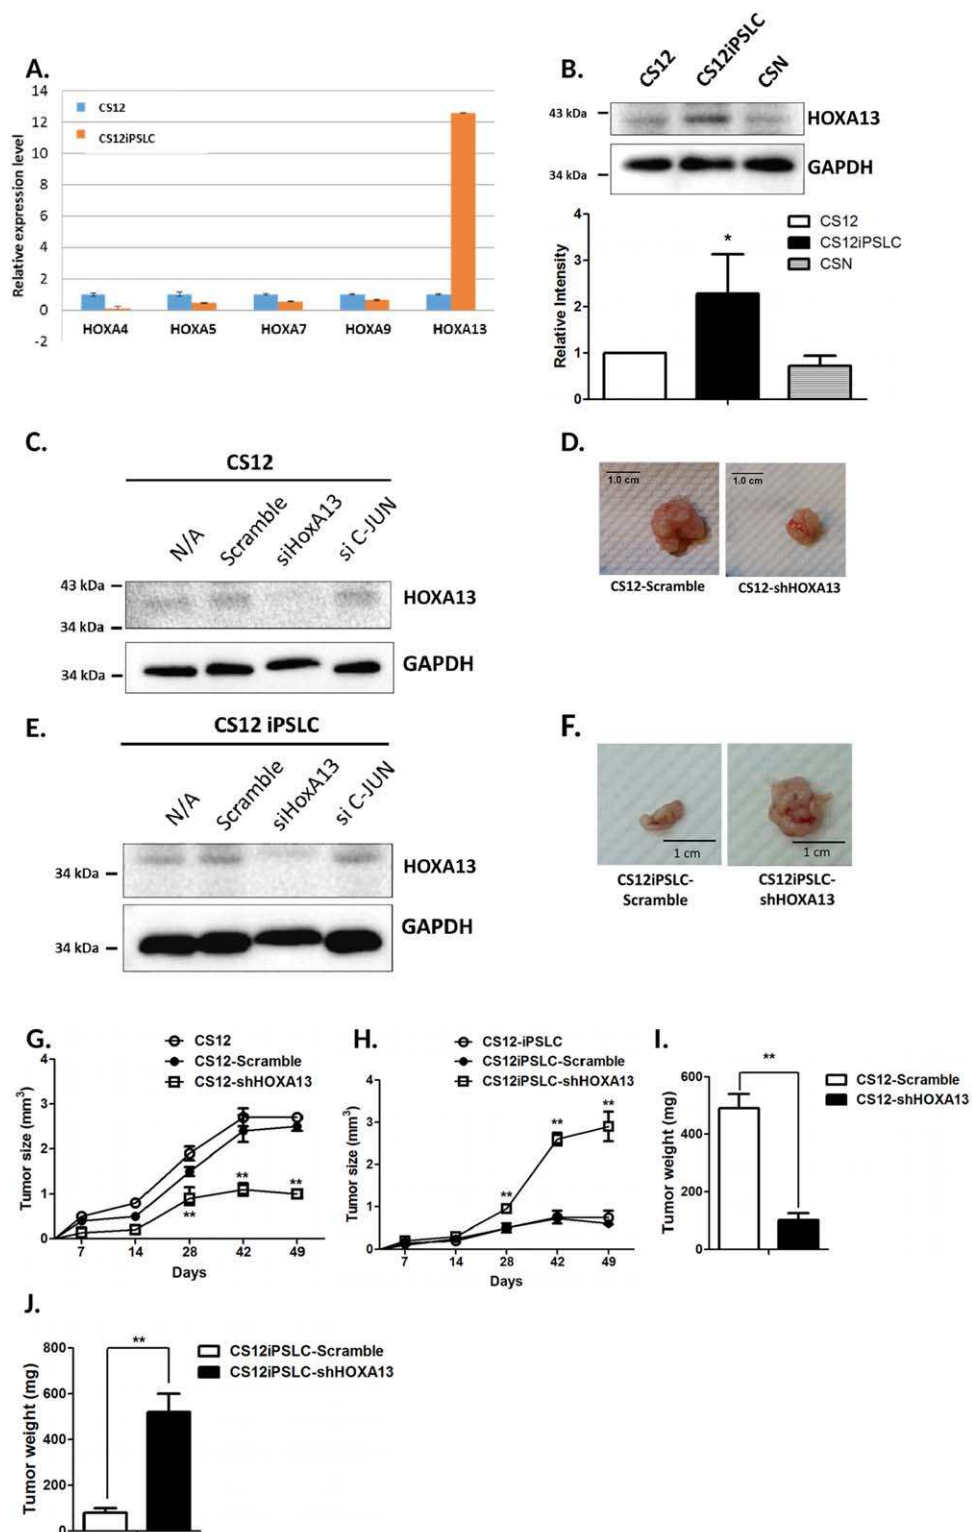 A.
14
12
10
8
6
4
2
0
-2
Relative expression level
CS12
CS12iPSLC
HOXA4 HOXA5 HOXA7 HOXA9 HOXA13
B.
CS12 CS12iPSLC CSN
43 kDa
HOXA13
34 kDa
GAPDH
4
3
2
1
0
Relative Intensity
*
CS12
CS12iPSLC
CSN
C.
CS12
N/A Scramble siHoxA13 si C-JUN
43 kDa
HOXA13
34 kDa
34 kDa
GAPDH
D.
1.0 cm
1.0 cm
CS12-Scramble CS12-shHOXA13
E.
CS12 iPSLC
N/A Scramble siHoxA13 si C-JUN
34 kDa
HOXA13
34 kDa
GAPDH
F.
1 cm
1 cm
CS12iPSLC-
Scramble
CS12iPSLC-
shHOXA13
G.
CS12
CS12-Scramble
CS12-shHOXA13
4
3
2
1
0
Tumor size (mm³)
**
**
**
7 14 28 42 49
Days
H.
CS12-iPSLC
CS12iPSLC-Scramble
CS12iPSLC-shHOXA13
4
3
2
1
0
Tumor size (mm³)
**
**
**
7 14 28 42 49
Days
I.
600
400
200
0
Tumor weight (mg)
**
CS12-Scramble
CS12-shHOXA13
J.
800
600
400
200
0
Tumor weight (mg)
**
CS12iPSLC-Scramble
CS12iPSLC-shHOXA13